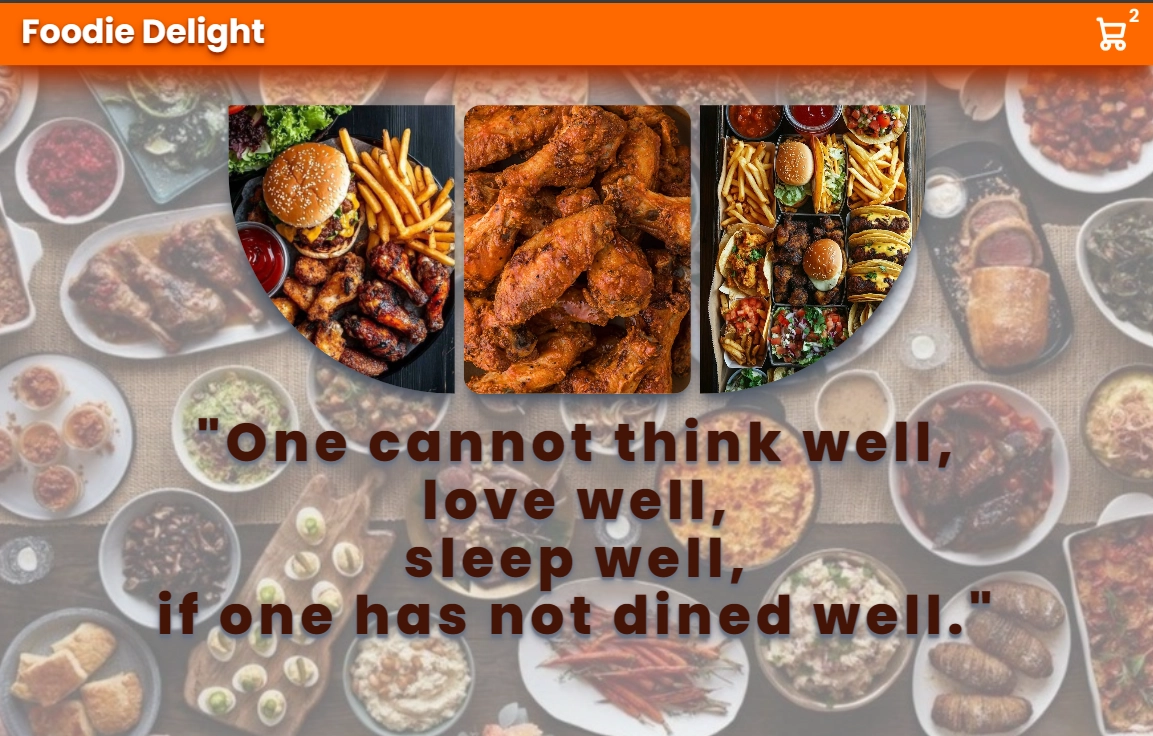 Foodie Delight
2
"One cannot think well,
love well,
sleep well,
if one has not dined well."